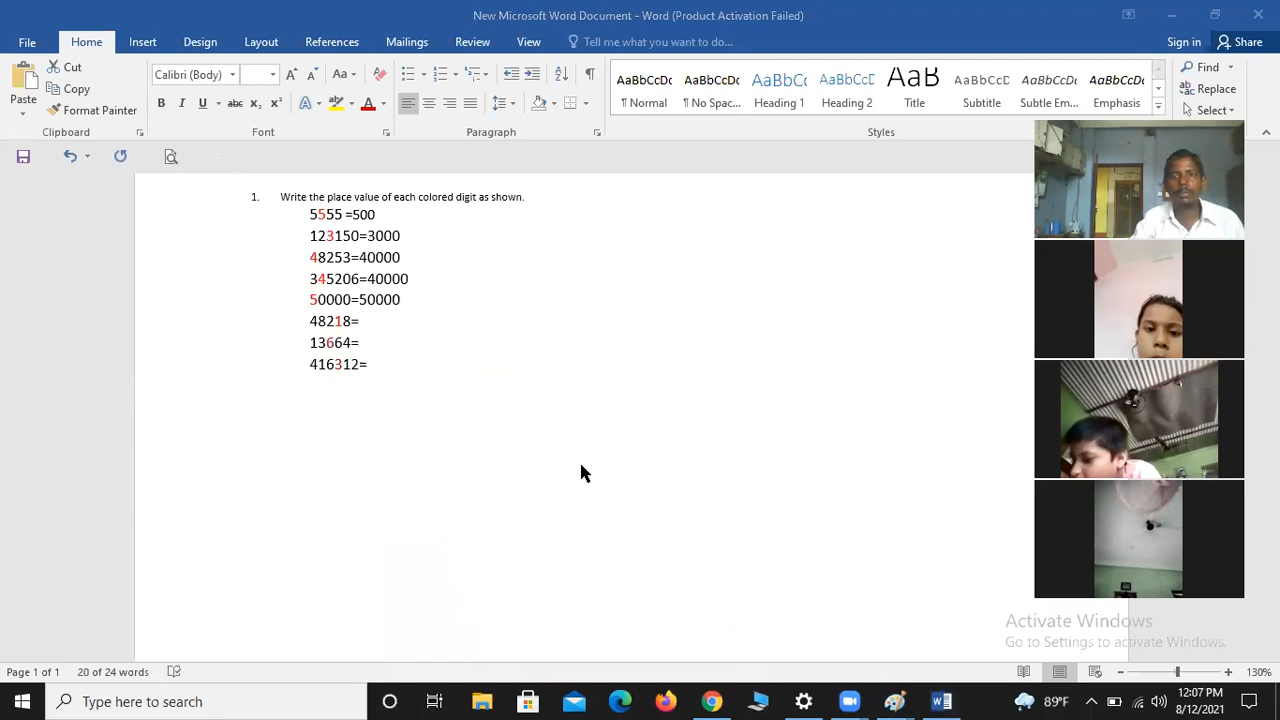 New Microsoft Word Document - Word (Product Activation Failed)
File Home Insert Design Layout References Mailings Review View Tell me what you want to do... Sign in Share
Cut
Copy
Format Painter
Paste
Clipboard
Calibri (Body)
Font
Paragraph
AaBbCcDc AaBbCcDc AaBbCc AaBbCcE AaB AaBbCcD AaBbCcDc AaBbCcDc
¶ Normal ¶ No Spac... Heading Heading 2 Title Subtitle Subtle Em... Emphasis
Styles
Find
Replace
Select
1. Write the place value of each colored digit as shown.
5555 =500
123150=3000
48253=40000
345206=40000
50000=50000
48218=
13664=
416312=
Activate Windows
Go to Settings to activate Windows.
Page 1 of 1 20 of 24 words 130%
Type here to search
89°F
12:07 PM
8/12/2021